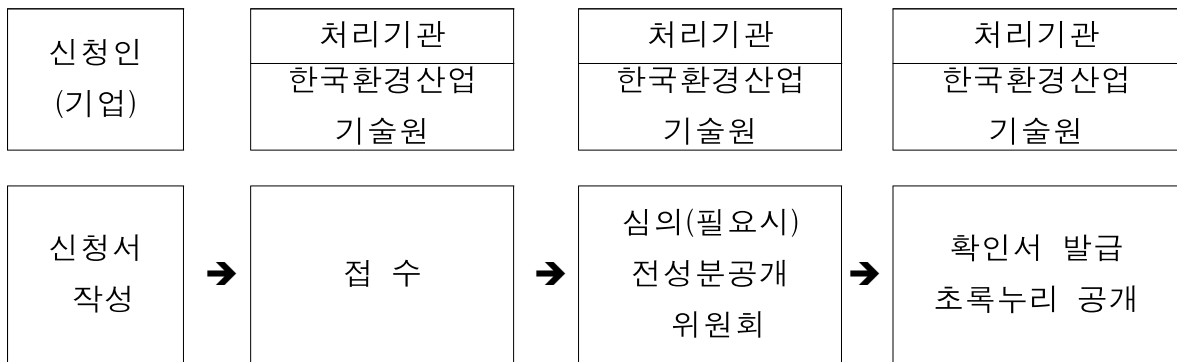 신청인
(기업)
처리기관
한국환경산업
기술원
처리기관
한국환경산업
기술원
처리기관
한국환경산업
기술원
신청서
작성
➔
접 수
➔
심의(필요시)
전성분공개
위원회
➔
확인서 발급
초록누리 공개